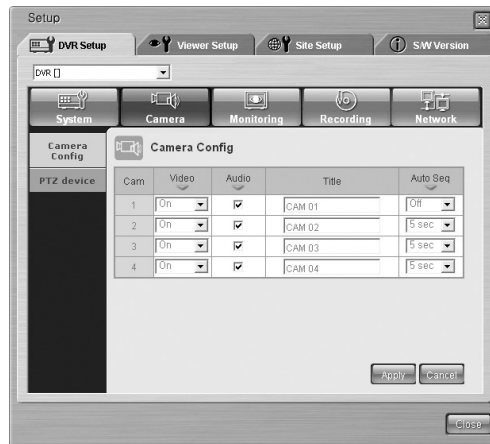 Setup
DVR Setup
Viewer Setup
Site Setup
S/W Version
DVR []
System
Camera
Monitoring
Recording
Network
Camera Config
PTZ device
Camera Config
Cam Video Audio Title Auto Seq
1 On CAM 01 Off
2 On CAM 02 5 sec
3 On CAM 03 5 sec
4 On CAM 04 5 sec
Apply Cancel
Close